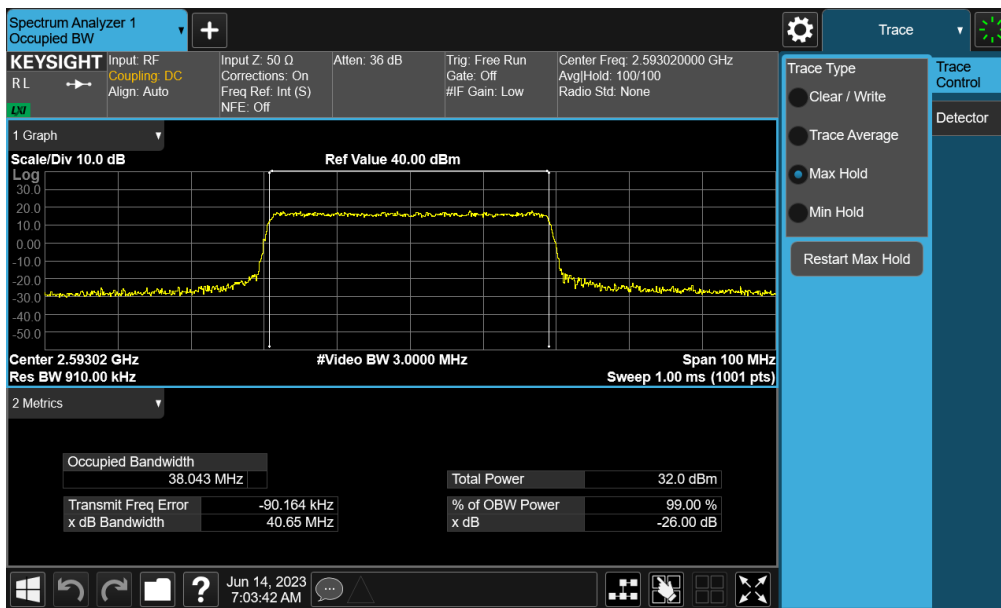 Spectrum Analyzer 1
Occupied BW
Trace
KEYSIGHT
R L
LXI
Input: RF
Coupling: DC
Align: Auto
Input Z: 50 Ω
Corrections: On
Freq Ref: Int (S)
NFE: Off
Atten: 36 dB
Trig: Free Run
Gate: Off
#IF Gain: Low
Center Freq: 2.593020000 GHz
Avg|Hold: 100/100
Radio Std: None
Trace Type
Clear / Write
Trace Average
Max Hold
Min Hold
Restart Max Hold
Trace
Control
Detector
1 Graph
Scale/Div 10.0 dB
Ref Value 40.00 dBm
Log
30.0
20.0
10.0
0.00
-10.0
-20.0
-30.0
-40.0
-50.0
Center 2.59302 GHz
#Video BW 3.0000 MHz
Span 100 MHz
Res BW 910.00 kHz
Sweep 1.00 ms (1001 pts)
2 Metrics
Occupied Bandwidth
38.043 MHz
Total Power 32.0 dBm
Transmit Freq Error -90.164 kHz
% of OBW Power 99.00 %
x dB Bandwidth 40.65 MHz
x dB -26.00 dB
Jun 14, 2023
7:03:42 AM